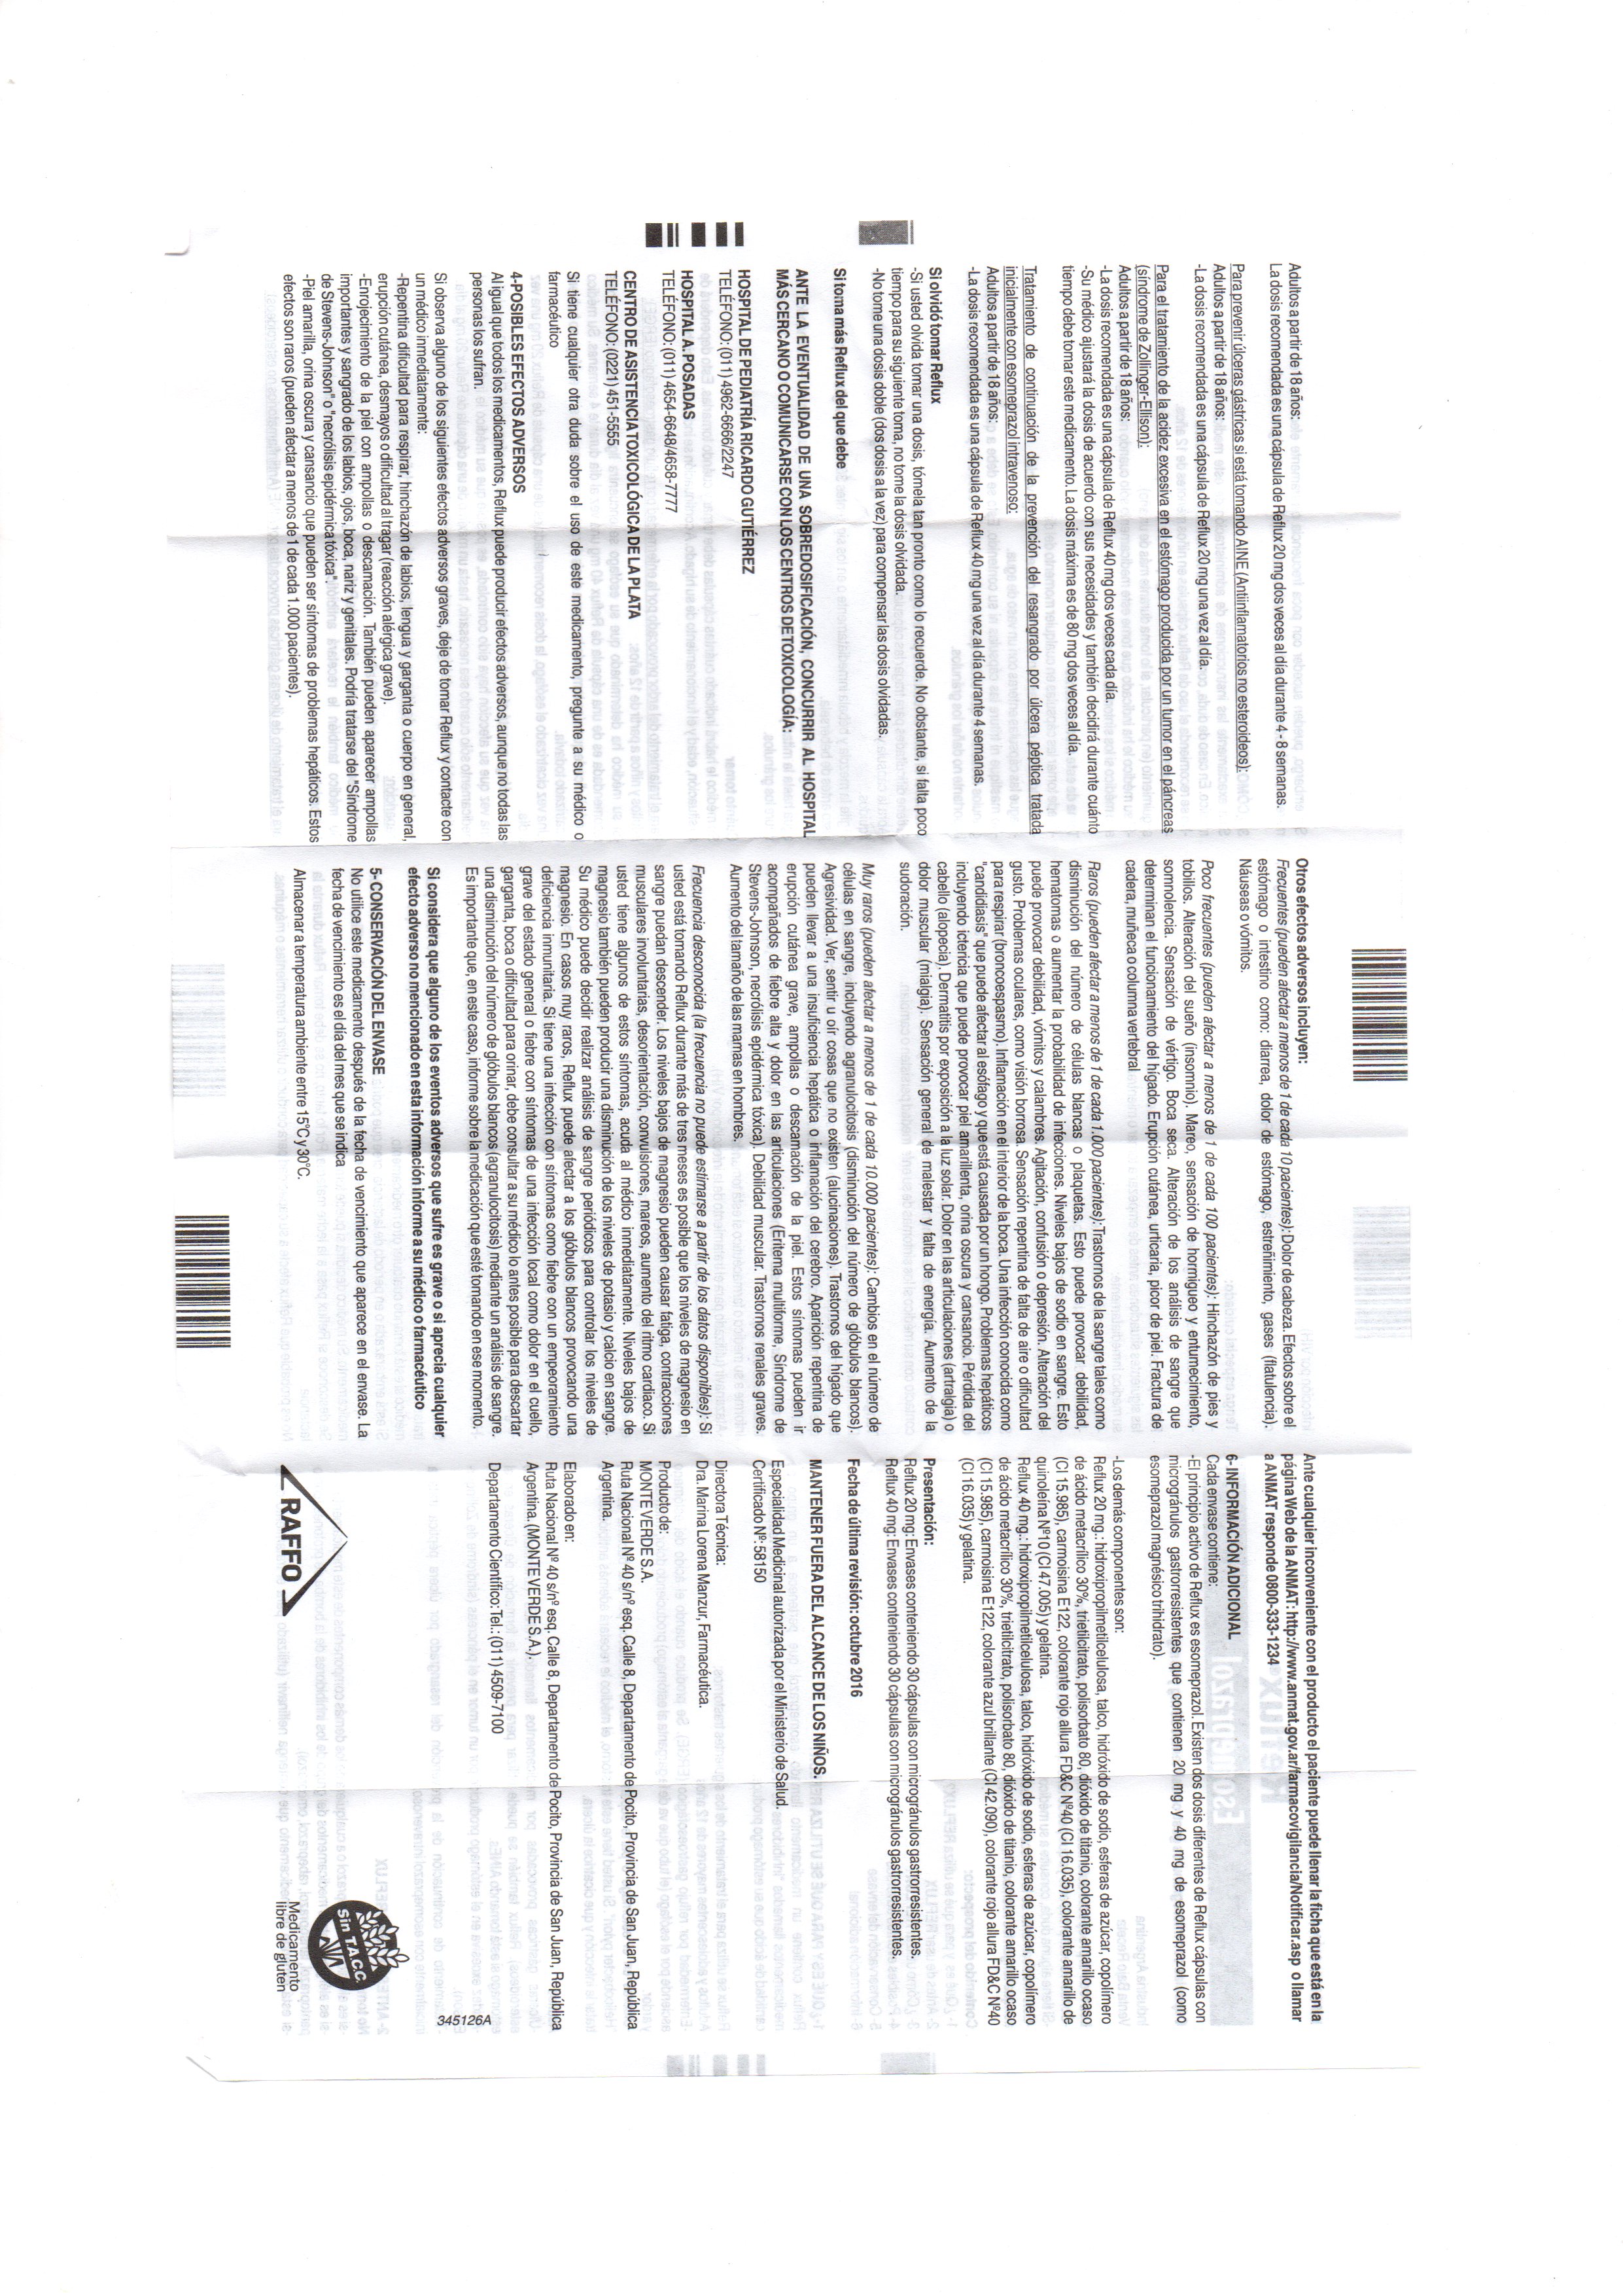 Adultos a partir de 18 años:
La dosis recomendada es una cápsula de Reflux 20 mg dos veces al día durante 4 - 8 semanas.
Para prevenir úlceras gástricas si está tomando AINE (Antiinflamatorios no esteroideos):
Adultos a partir de 18 años:
-La dosis recomendada es una cápsula de Reflux 20 mg una vez al día.
Para el tratamiento de la acidez excesiva en el estómago producida por un tumor en el páncreas
(síndrome de Zollinger-Ellison):
Adultos a partir de 18 años:
-La dosis recomendada es una cápsula de Reflux 40 mg dos veces cada día.
-Su médico ajustará la dosis de acuerdo con sus necesidades y también decidirá durante cuánto
tiempo debe tomar este medicamento. La dosis máxima es de 80 mg dos veces al día.
Tratamiento de continuación de la prevención del resangrado por úlcera péptica tratada
inicialmente con esomeprazol intravenoso:
Adultos a partir de 18 años:
-La dosis recomendada es una cápsula de Reflux 40 mg una vez al día durante 4 semanas.
Si olvidó tomar Reflux
-Si usted olvida tomar una dosis, tómela tan pronto como lo recuerde. No obstante, si falta poco
tiempo para su siguiente toma, no tome la dosis olvidada.
-No tome una dosis doble (dos dosis a la vez) para compensar las dosis olvidadas.
Si toma más Reflux del que debe
ANTE LA EVENTUALIDAD DE UNA SOBREDOSIFICACIÓN, CONCURRIR AL HOSPITAL
MÁS CERCANO O COMUNICARSE CON LOS CENTROS DE TOXICOLOGÍA:
HOSPITAL DE PEDIATRÍA RICARDO GUTIÉRREZ
TELÉFONO: (011) 4962-6666/2247
HOSPITAL A. POSADAS
TELÉFONO: (011) 4654-6648/4658-7777
CENTRO DE ASISTENCIA TOXICOLÓGICA DE LA PLATA
TELÉFONO: (0221) 451-5555
Si tiene cualquier otra duda sobre el uso de este medicamento, pregunte a su médico o
farmacéutico
4-POSIBLES EFECTOS ADVERSOS
Al igual que todos los medicamentos, Reflux puede producir efectos adversos, aunque no todas las
personas los sufran.
Si observa alguno de los siguientes efectos adversos graves, deje de tomar Reflux y contacte con
un médico inmediatamente:
-Repentina dificultad para respirar, hinchazón de labios, lengua y garganta o cuerpo en general,
erupción cutánea, desmayos o dificultad al tragar (reacción alérgica grave).
-Enrojecimiento de la piel con ampollas o descamación. También pueden aparecer ampollas
importantes y sangrado de los labios, ojos, boca, nariz y genitales. Podría tratarse del "Síndrome
de Stevens-Johnson" o "necrólisis epidérmica tóxica".
-Piel amarilla, orina oscura y cansancio que pueden ser síntomas de problemas hepáticos. Estos
efectos son raros (pueden afectar a menos de 1 de cada 1.000 pacientes).
Otros efectos adversos incluyen:
Frecuentes (pueden afectar a menos de 1 de cada 10 pacientes): Dolor de cabeza. Efectos sobre el
estómago o intestino como: diarrea, dolor de estómago, estreñimiento, gases (flatulencia).
Náuseas o vómitos.
Poco frecuentes (pueden afectar a menos de 1 de cada 100 pacientes): Hinchazón de pies y
tobillos. Alteración del sueño (insomnio). Mareo, sensación de hormigueo y entumecimiento,
somnolencia. Sensación de vértigo. Boca seca. Alteración de los análisis de sangre que
determinan el funcionamiento del hígado. Erupción cutánea, urticaria, picor de piel. Fractura de
cadera, muñeca o columna vertebral
Raros (pueden afectar a menos de 1 de cada 1.000 pacientes): Trastornos de la sangre tales como
disminución del número de células blancas o plaquetas. Esto puede provocar debilidad,
hematomas o aumentar la probabilidad de infecciones. Niveles bajos de sodio en sangre. Esto
puede provocar debilidad, vómitos y calambres. Agitación, confusión o depresión. Alteración del
gusto. Problemas oculares, como visión borrosa. Sensación repentina de falta de aire o dificultad
para respirar (broncoespasmo). Inflamación en el interior de la boca. Una infección conocida como
"candidiasis" que puede afectar al esófago y que está causada por un hongo. Problemas hepáticos
incluyendo ictericia que puede provocar piel amarillenta, orina oscura y cansancio. Pérdida del
cabello (alopecia). Dermatitis por exposición a la luz solar. Dolor en las articulaciones (artralgia) o
dolor muscular (mialgia). Sensación general de malestar y falta de energía. Aumento de la
sudoración.
Muy raros (pueden afectar a menos de 1 de cada 10.000 pacientes): Cambios en el número de
células en sangre, incluyendo agranulocitosis (disminución del número de glóbulos blancos).
Agresividad. Ver, sentir u oír cosas que no existen (alucinaciones). Trastornos del hígado que
pueden llevar a una insuficiencia hepática o inflamación del cerebro. Aparición repentina de
erupción cutánea grave, ampollas o descamación de la piel. Estos síntomas pueden ir
acompañados de fiebre alta y dolor en las articulaciones (Eritema multiforme, Síndrome de
Stevens-Johnson, necrólisis epidérmica tóxica). Debilidad muscular. Trastornos renales graves.
Aumento del tamaño de las mamas en hombres.
Frecuencia desconocida (la frecuencia no puede estimarse a partir de los datos disponibles): Si
usted está tomando Reflux durante más de tres meses es posible que los niveles de magnesio en
sangre puedan descender. Los niveles bajos de magnesio pueden causar fatiga, contracciones
musculares involuntarias, desorientación, convulsiones, mareos, aumento del ritmo cardiaco. Si
usted tiene algunos de estos síntomas, acuda al médico inmediatamente. Niveles bajos de
magnesio también pueden producir una disminución de los niveles de potasio y calcio en sangre.
Su médico puede decidir realizar análisis de sangre periódicos para controlar los niveles de
magnesio. En casos muy raros, Reflux puede afectar a los glóbulos blancos provocando una
deficiencia inmunitaria. Si tiene una infección con síntomas como fiebre con un empeoramiento
grave del estado general o fiebre con síntomas de una infección local como dolor en el cuello,
garganta, boca o dificultad para orinar, debe consultar a su médico lo antes posible para descartar
una disminución del número de glóbulos blancos (agranulocitosis) mediante un análisis de sangre.
Es importante que, en este caso, informe sobre la medicación que está tomando en ese momento.
Si considera que alguno de los eventos adversos que sufre es grave o si aprecia cualquier
efecto adverso no mencionado en esta información informe a su médico o farmacéutico
5- CONSERVACIÓN DEL ENVASE
No utilice este medicamento después de la fecha de vencimiento que aparece en el envase. La
fecha de vencimiento es el día del mes que se indica
Almacenar a temperatura ambiente entre 15°C y 30°C.
Ante cualquier inconveniente con el producto el paciente puede llenar la ficha que está en la
página Web de la ANMAT: http://www.anmat.gov.ar/farmacovigilancia/Notificar.asp o llamar
a ANMAT responde 0800-333-1234
6- INFORMACIÓN ADICIONAL
Cada envase contiene:
-El principio activo de Reflux es esomeprazol. Existen dos dosis diferentes de Reflux cápsulas con
microgránulos gastrorresistentes que contienen 20 mg y 40 mg de esomeprazol (como
esomeprazol magnésico trihidrato).
-Los demás componentes son:
Reflux 20 mg.: hidroxipropilmetilcelulosa, talco, hidróxido de sodio, esferas de azúcar, copolímero
de ácido metacrílico 30%, trietilcitrato, polisorbato 80, dióxido de titanio, colorante amarillo ocaso
(CI 15.985), carmoisina E122, colorante rojo allura FD&C Nº40 (CI 16.035), colorante amarillo de
quinoleína Nº10 (CI 47.005) y gelatina.
Reflux 40 mg.: hidroxipropilmetilcelulosa, talco, hidróxido de sodio, esferas de azúcar, copolímero
de ácido metacrílico 30%, trietilcitrato, polisorbato 80, dióxido de titanio, colorante amarillo ocaso
(CI 15.985), carmoisina E122, colorante azul brillante (CI 42.090), colorante rojo allura FD&C Nº40
(CI 16.035) y gelatina.
Presentación:
Reflux 20 mg: Envases conteniendo 30 cápsulas con microgránulos gastrorresistentes.
Reflux 40 mg: Envases conteniendo 30 cápsulas con microgránulos gastrorresistentes.
Fecha de última revisión: octubre 2016
MANTENER FUERA DEL ALCANCE DE LOS NIÑOS.
Especialidad Medicinal autorizada por el Ministerio de Salud.
Certificado Nº: 58150
Directora Técnica:
Dra. Marina Lorena Manzur, Farmacéutica.
Producto de:
MONTE VERDE S.A.
Ruta Nacional Nº 40 s/nº esq. Calle 8, Departamento de Pocito, Provincia de San Juan, República
Argentina.
Elaborado en:
Ruta Nacional Nº 40 s/nº esq. Calle 8, Departamento de Pocito, Provincia de San Juan, República
Argentina. (MONTE VERDE S.A.).
Departamento Científico: Tel.: (011) 4509-7100
RAFFO
Sin T.A.C.C.
Medicamento
libre de gluten
345126A